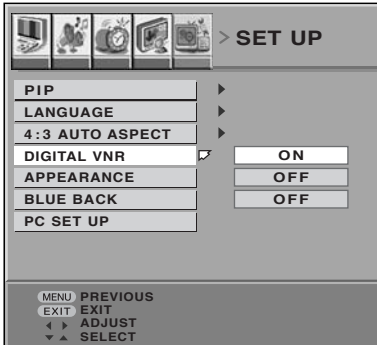 > SET UP
PIP
LANGUAGE
4:3 AUTO ASPECT
DIGITAL VNR ON
APPEARANCE OFF
BLUE BACK OFF
PC SET UP
MENU PREVIOUS
EXIT EXIT
ADJUST
SELECT